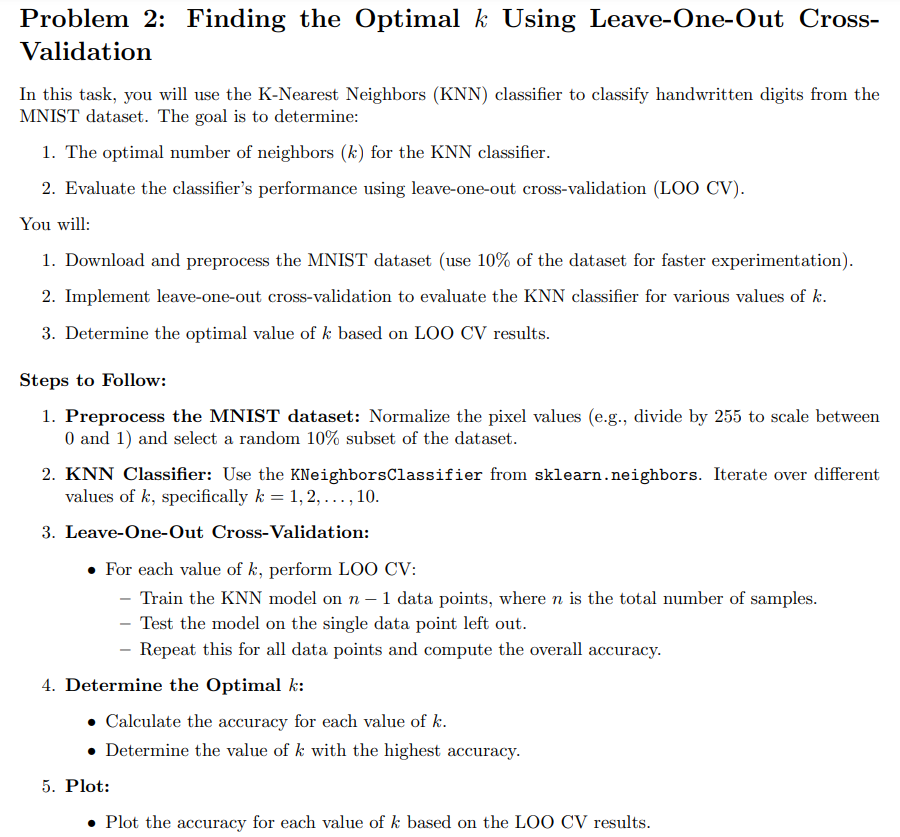 Problem 2: Finding the Optimal k Using Leave-One-Out Cross-
Validation
In this task, you will use the K-Nearest Neighbors (KNN) classifier to classify handwritten digits from the
MNIST dataset. The goal is to determine:
1. The optimal number of neighbors (k) for the KNN classifier.
2. Evaluate the classifier's performance using leave-one-out cross-validation (LOO CV).
You will:
1. Download and preprocess the MNIST dataset (use 10% of the dataset for faster experimentation).
2. Implement leave-one-out cross-validation to evaluate the KNN classifier for various values of k.
3. Determine the optimal value of k based on LOO CV results.
Steps to Follow:
1. Preprocess the MNIST dataset: Normalize the pixel values (e.g., divide by 255 to scale between
0 and 1) and select a random 10% subset of the dataset.
2. KNN Classifier: Use the KNeighborsClassifier from sklearn.neighbors. Iterate over different
values of k, specifically k = 1, 2, . . . , 10.
3. Leave-One-Out Cross-Validation:
• For each value of k, perform LOO CV:
– Train the KNN model on n − 1 data points, where n is the total number of samples.
– Test the model on the single data point left out.
– Repeat this for all data points and compute the overall accuracy.
4. Determine the Optimal k:
• Calculate the accuracy for each value of k.
• Determine the value of k with the highest accuracy.
5. Plot:
• Plot the accuracy for each value of k based on the LOO CV results.